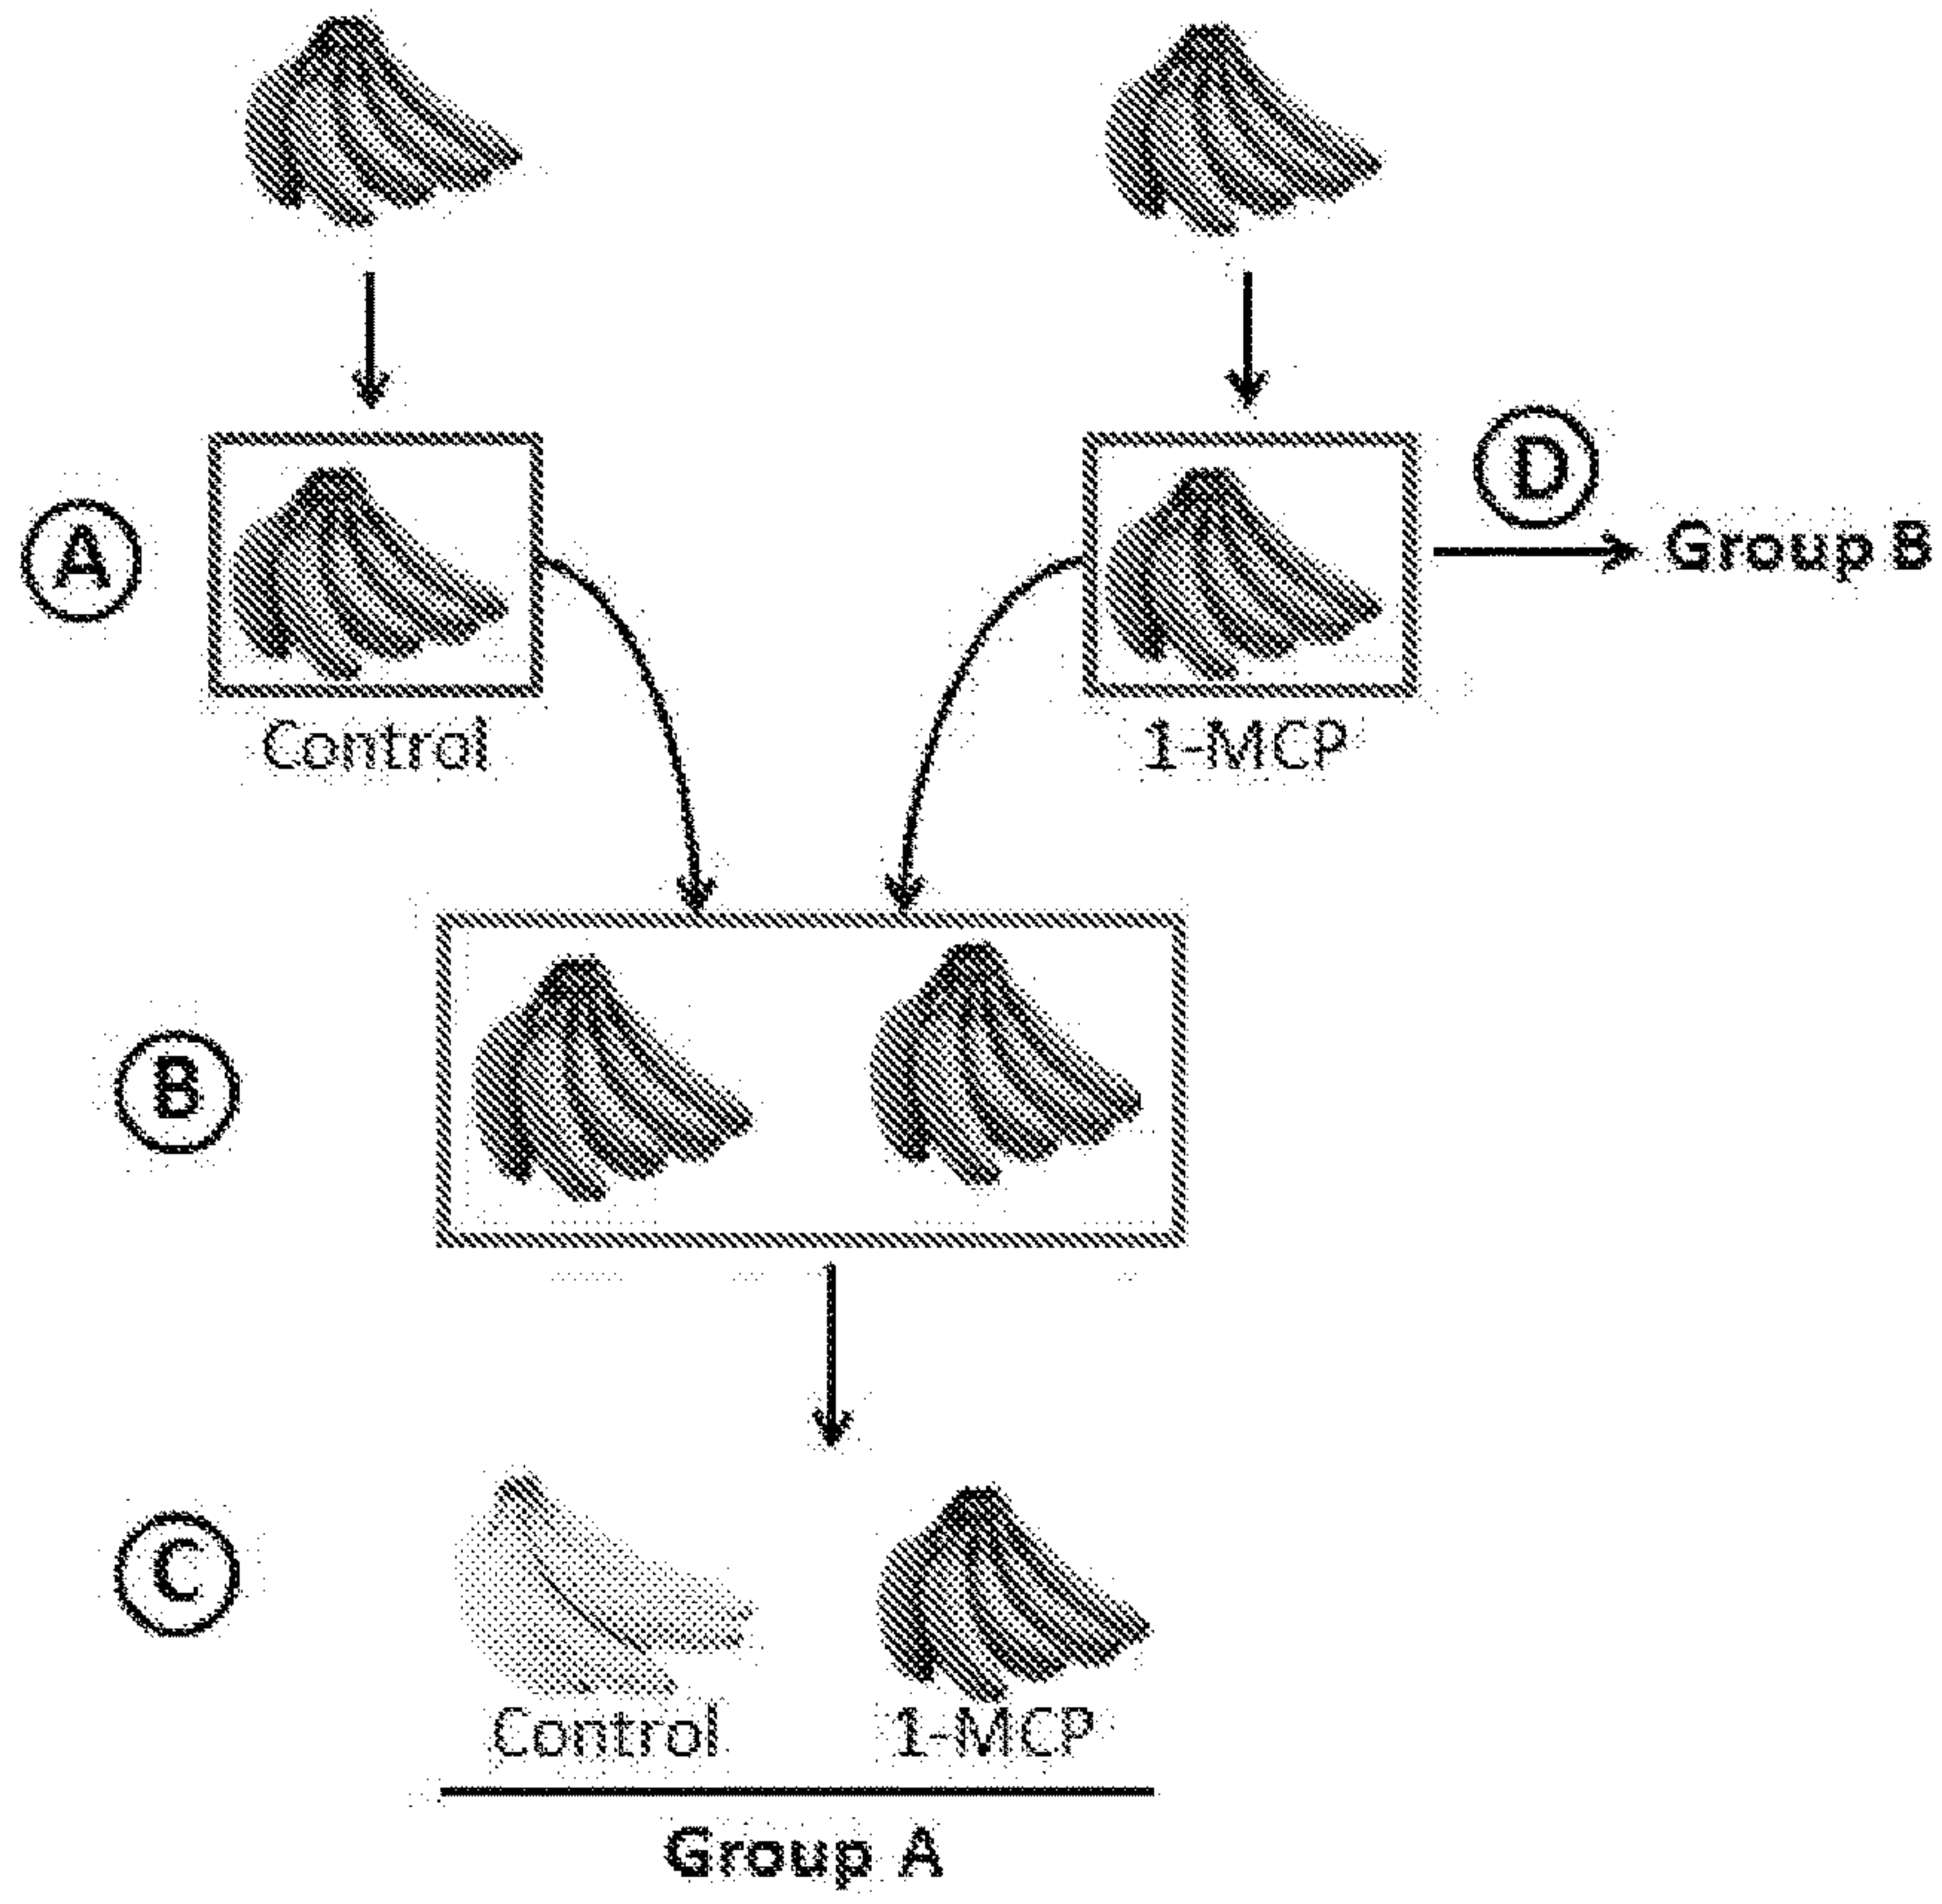 D
Group B
A
Control
1-MCP
B
C
Control
1-MCP
Group A